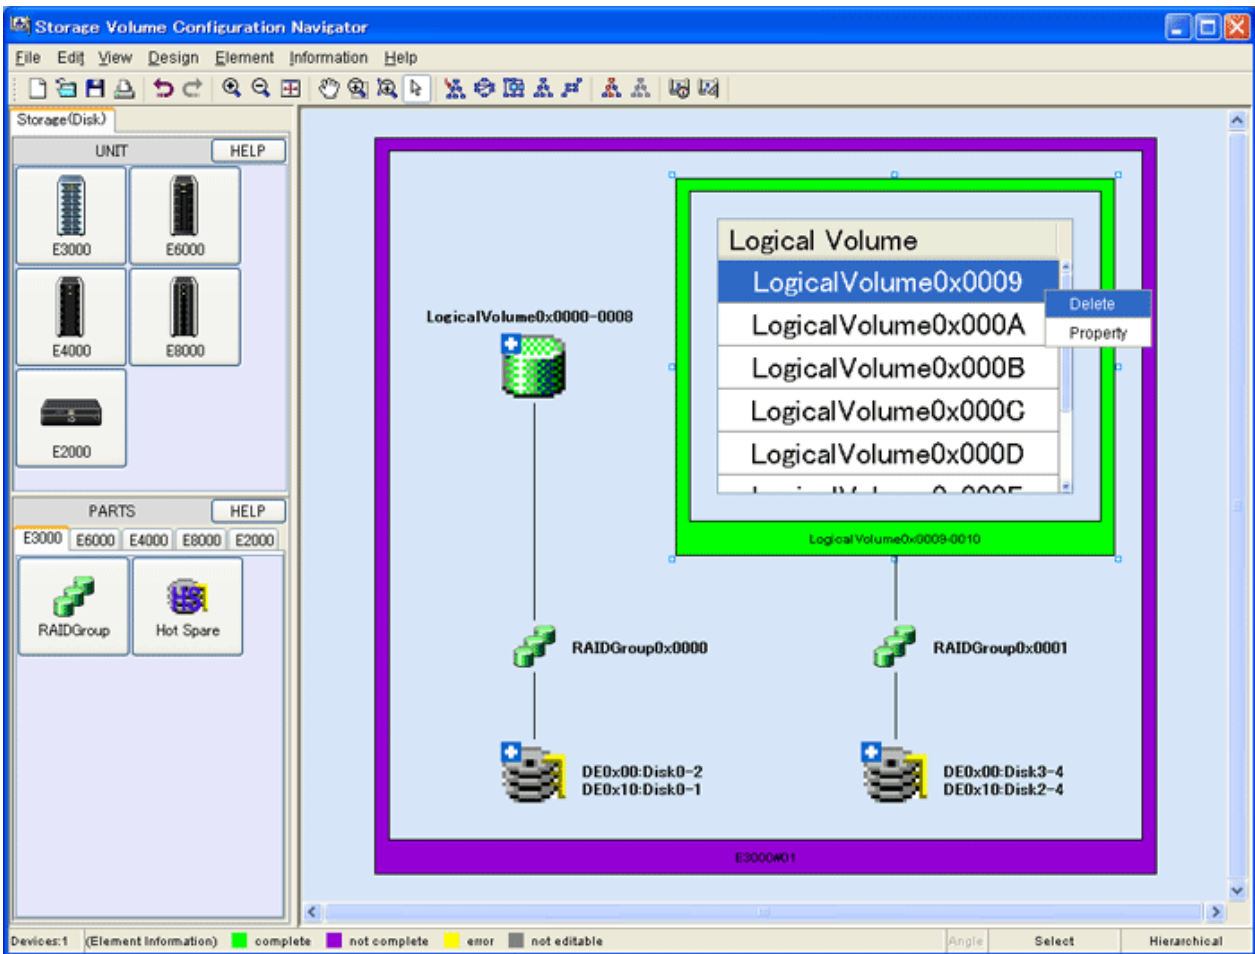 Storage Volume Configuration Navigator
File Edit View Design Element Information Help
Storage(Disk)
UNIT HELP
E3000 E6000
E4000 E8000
E2000
PARTS HELP
E3000 E6000 E4000 E8000 E2000
RAIDGroup Hot Spare
LogicalVolume0x0000-0008
Logical Volume
LogicalVolume0x0009
LogicalVolume0x000A
LogicalVolume0x000B
LogicalVolume0x000C
LogicalVolume0x000D
Delete
Property
LogicalVolume0x0009-0010
RAIDGroup0x0000
RAIDGroup0x0001
DE0x00:Disk0-2
DE0x10:Disk0-1
DE0x00:Disk3-4
DE0x10:Disk2-4
E3000#01
Devices:1 (Element Information) complete not complete error not editable Angle Select Hierarchical